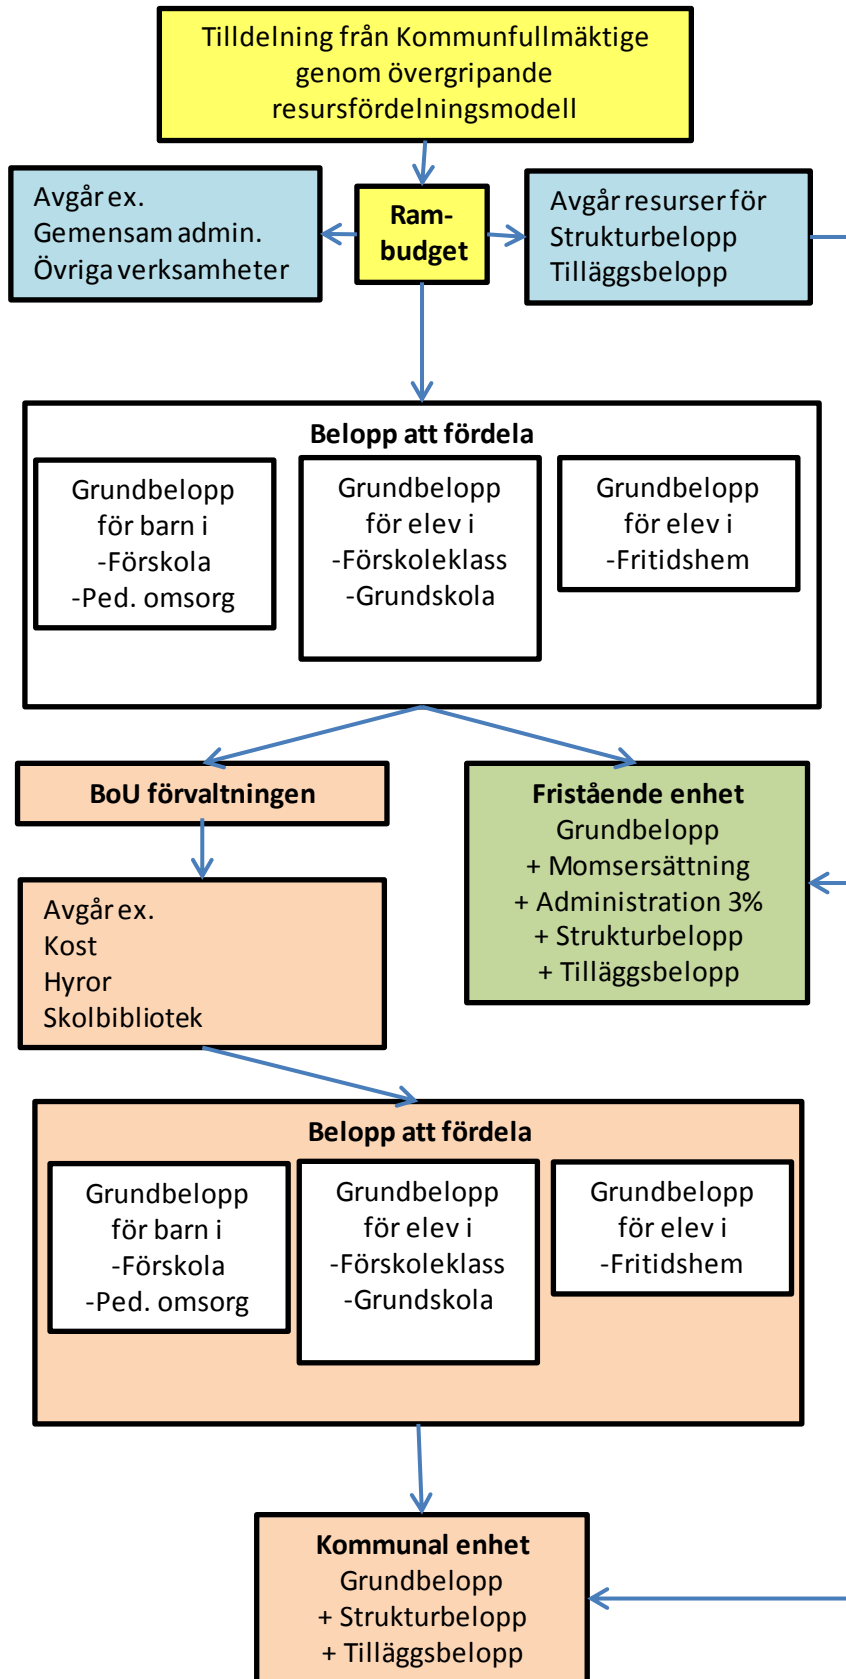 Tilldelning från Kommunfullmäktige
genom övergripande
resursfördelningsmodell
Avgår ex.
Gemensam admin.
Övriga verksamheter
Ram-
budget
Avgår resurser för
Strukturbelopp
Tilläggsbelopp
Belopp att fördela
Grundbelopp
för barn i
-Förskola
-Ped. omsorg
Grundbelopp
för elev i
-Förskoleklass
-Grundskola
Grundbelopp
för elev i
-Fritidshem
BoU förvaltningen
Fristående enhet
Grundbelopp
+ Momsersättning
+ Administration 3%
+ Strukturbelopp
+ Tilläggsbelopp
Avgår ex.
Kost
Hyror
Skolbibliotek
Belopp att fördela
Grundbelopp
för barn i
-Förskola
-Ped. omsorg
Grundbelopp
för elev i
-Förskoleklass
-Grundskola
Grundbelopp
för elev i
-Fritidshem
Kommunal enhet
Grundbelopp
+ Strukturbelopp
+ Tilläggsbelopp